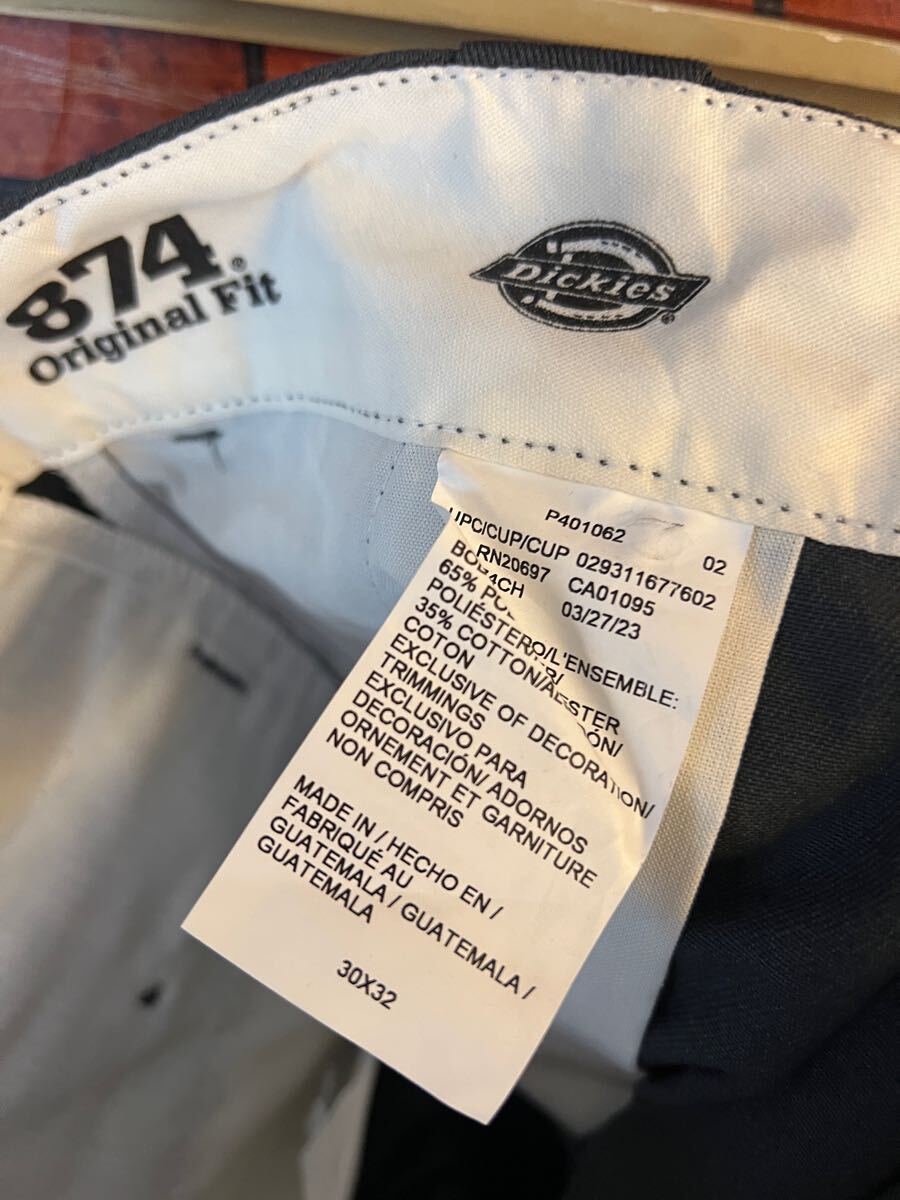 874®
Original Fit
Dickies®
P401062 02
UPC/CUP/CUP 029311677602
RN20697 CA01095
03/27/23
L'ENSEMBLE:
65%
POLIÉSTER
35% COTTON
COTON
EXCLUSIVE OF DECORATION/
TRIMMINGS
EXCLUSIVO PARA
DECORACIÓN/ ADORNOS
ORNEMENT ET GARNITURE
NON COMPRIS
MADE IN / HECHO EN /
FABRIQUÉ AU
GUATEMALA / GUATEMALA /
GUATEMALA
30X32